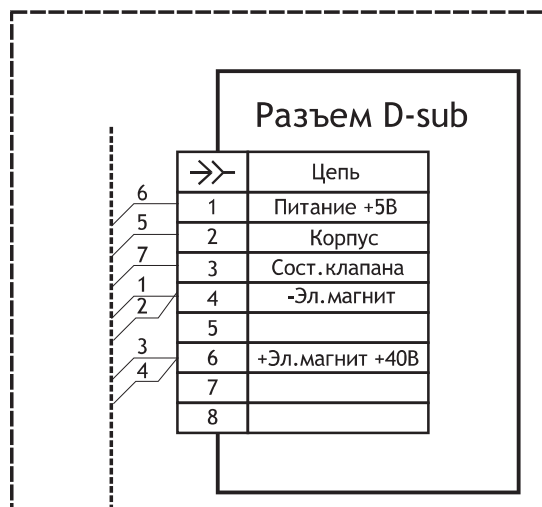 Разъем D-sub
Цепь
6 1 Питание +5В
5 2 Корпус
7 3 Сост.клапана
1 4 -Эл.магнит
2 5
3 6 +Эл.магнит +40В
4 7
8